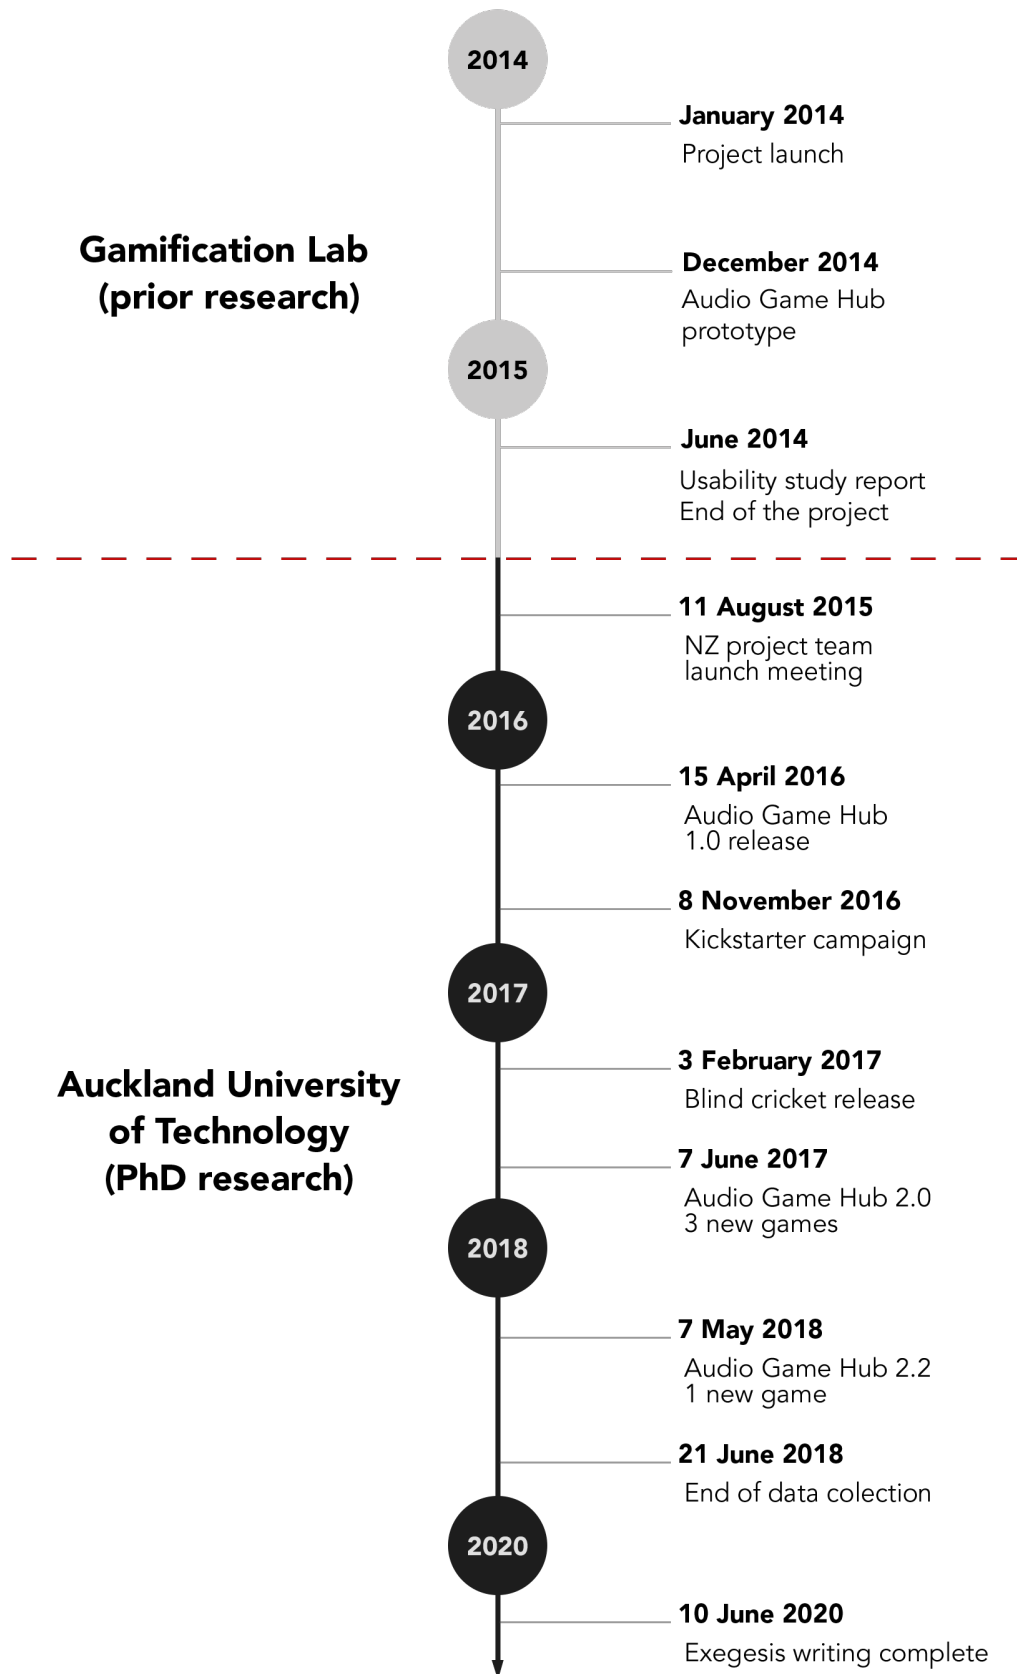 2014
January 2014
Project launch
Gamification Lab
(prior research)
December 2014
Audio Game Hub
prototype
2015
June 2014
Usability study report
End of the project
11 August 2015
NZ project team
launch meeting
2016
15 April 2016
Audio Game Hub
1.0 release
8 November 2016
Kickstarter campaign
2017
3 February 2017
Blind cricket release
Auckland University
of Technology
(PhD research)
7 June 2017
Audio Game Hub 2.0
3 new games
2018
7 May 2018
Audio Game Hub 2.2
1 new game
21 June 2018
End of data colection
2020
10 June 2020
Exegesis writing complete